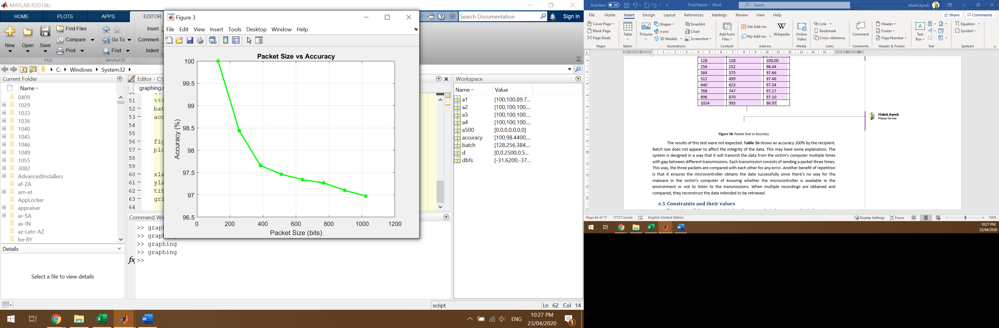 MATLAB R2018b
HOME PLOTS APPS EDITOR
Search Documentation
Sign In
New Open Save
Find Files
Compare
Print
Go To
Find
Insert
Comment
Indent
FILE NAVIGATE
C: Windows System32
Current Folder
Name
0409
1029
1033
1036
1040
1045
1046
1049
1055
3082
AdvancedInstallers
af-ZA
am-et
AppLocker
appraiser
ar-SA
as-IN
az-Latn-AZ
be-BY
Details
Select a file to view details
Editor - C:\
graphing.
51 %%%
52 bat
53 acc
54
55
56 fig
57 plo
58
59
60 xla
61 yla
62 tit
63 gri
64
Figure 3
File Edit View Insert Tools Desktop Window Help
Packet Size vs Accuracy
Accuracy (%)
100
99.5
99
98.5
98
97.5
97
96.5
0 200 400 600 800 1000 1200
Packet Size (bits)
Command Wi
>> grap
>> grap
>> graphing
>> graphing
fx >>
Workspace
Name Value
a1 [100,100,89.7...
a2 [100,100,100,...
a3 [100,100,100,...
a4 [100,100,100,...
a500 [0,0,0,0,0,0,0]
accuracy [100,98.4400,...
batch [128,256,384,...
d [0,0.2500,0.5...
dbfs [-31.6200,-37...
script Ln 62 Col 14
ENG
10:27 PM
23/04/2020
1
AutoSave Off
Final Report - Word
Search
Malek Ayesh
File Home Insert Design Layout References Mailings Review View Help
Share Comments
Cover Page
Blank Page
Page Break
Pages
Table
Tables
Pictures
Shapes
Icons
3D Models
SmartArt
Chart
Screenshot
Illustrations
Add from Files
Content
Get Add-ins
My Add-ins
Wikipedia
Add-ins
Online Video
Media
Link
Bookmark
Cross-reference
Links
Comment
Comments
Header
Footer
Page Number
Header & Footer
Text Box
Text
Equation
Symbol
Symbols
128 128 100.00
256 252 98.44
384 375 97.66
512 499 97.46
640 623 97.34
768 747 97.27
896 870 97.10
1024 993 96.97
Malek Ayesh
Please format
Figure 58: Packet Size vs Accuracy
The results of this test were not expected. Table 16 shows an accuracy 100% by the recipient.
Batch size does not appear to affect the integrity of the data. This may have some explanation. The
system is designed in a way that it will transmit the data from the victim's computer multiple times
with gap between different transmissions. Each transmission consists of sending a packet three times.
This way, the three packets are compared with each other for any error. Another benefit of repetition
is that it ensures the microcontroller obtains the data successfully since there's no way for the
malware in the victim's computer of knowing whether the microcontroller is available in the
environment or not to listen to the transmissions. When multiple recordings are obtained and
compared, they reconstruct the data intended to be retrieved.
6.5. Constraints and their values
Page 64 of 77 17727 words English (United States)
Display Settings Focus 100%
10:27 PM
23/04/2020